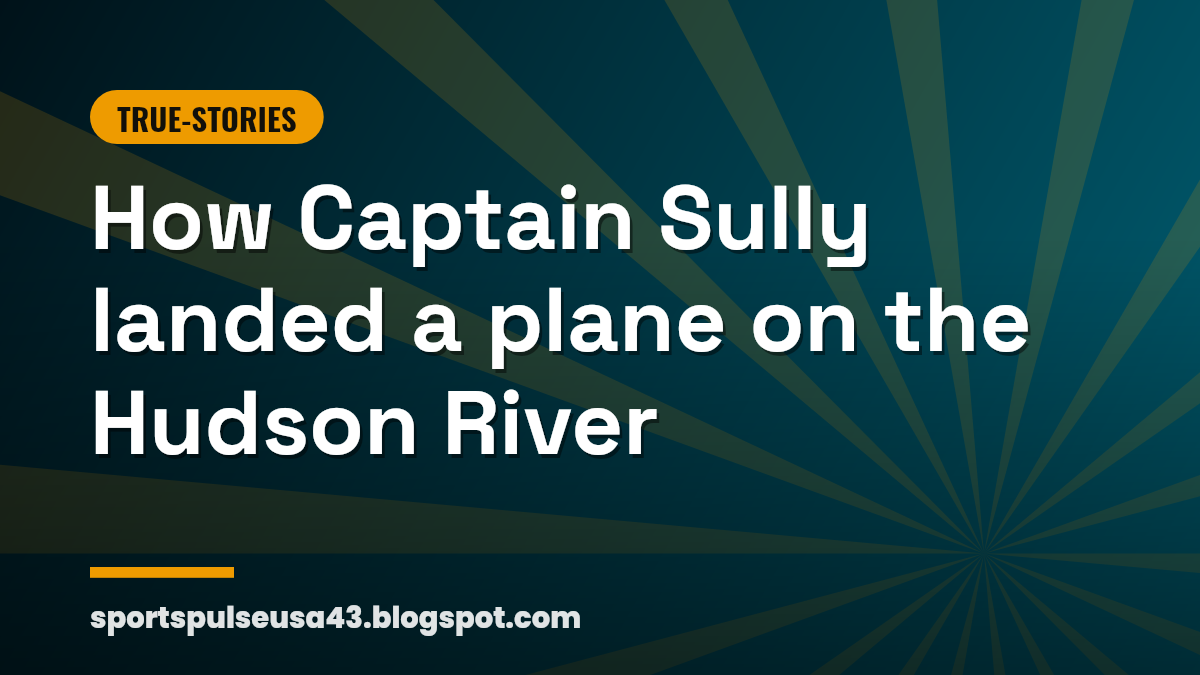 TRUE-STORIES
How Captain Sully
landed a plane on the
Hudson River
sportspulseusa43.blogspot.com